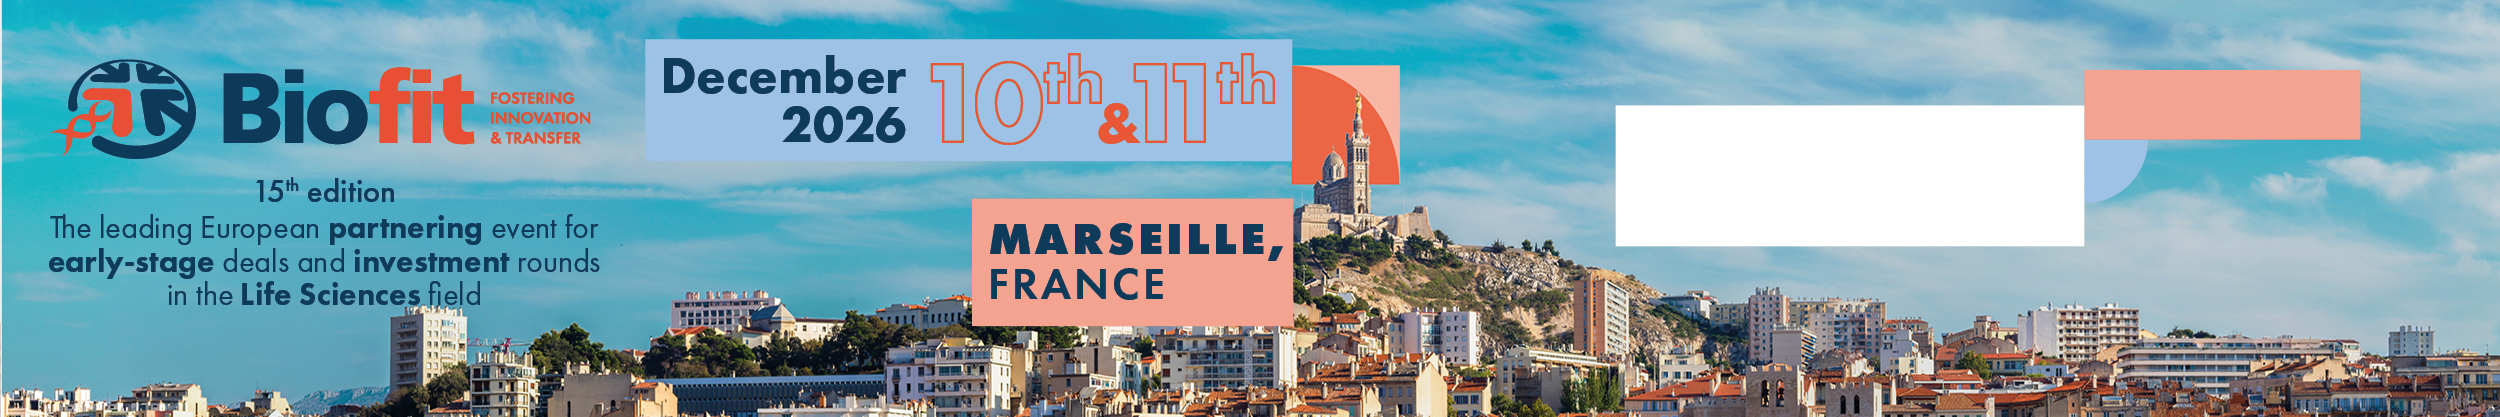 Biofit
FOSTERING
INNOVATION
& TRANSFER
15th edition
The leading European partnering event for
early-stage deals and investment rounds
in the Life Sciences field
December
2026
10th & 11th
MARSEILLE,
FRANCE